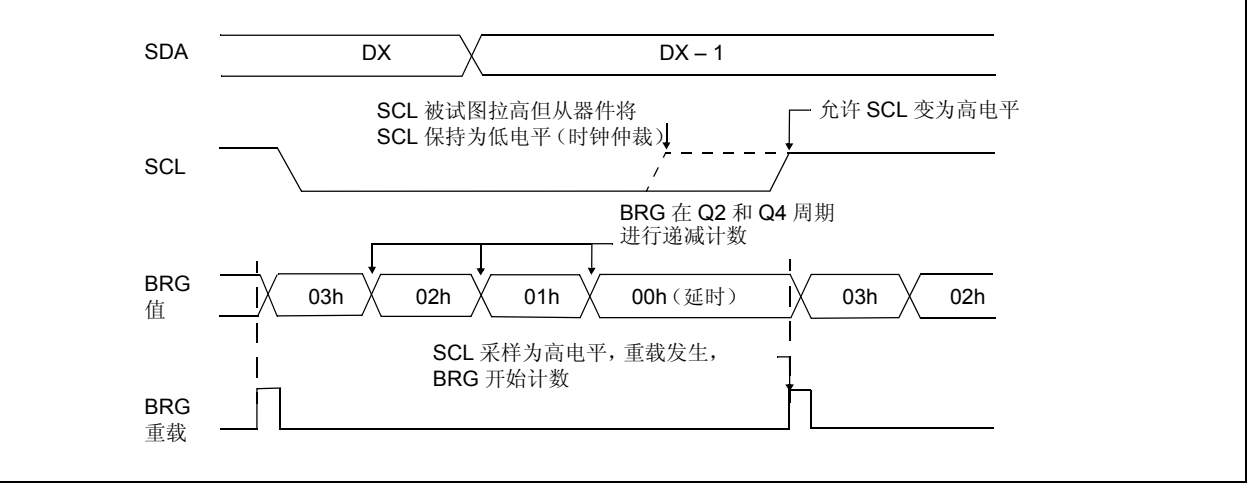 SDA
DX
DX – 1
SCL 被试图拉高但从器件将
SCL 保持为低电平（时钟仲裁）
允许 SCL 变为高电平
SCL
BRG 在 Q2 和 Q4 周期
进行递减计数
BRG
值
03h
02h
01h
00h（延时）
03h
02h
SCL 采样为高电平，重载发生，
BRG 开始计数
BRG
重载